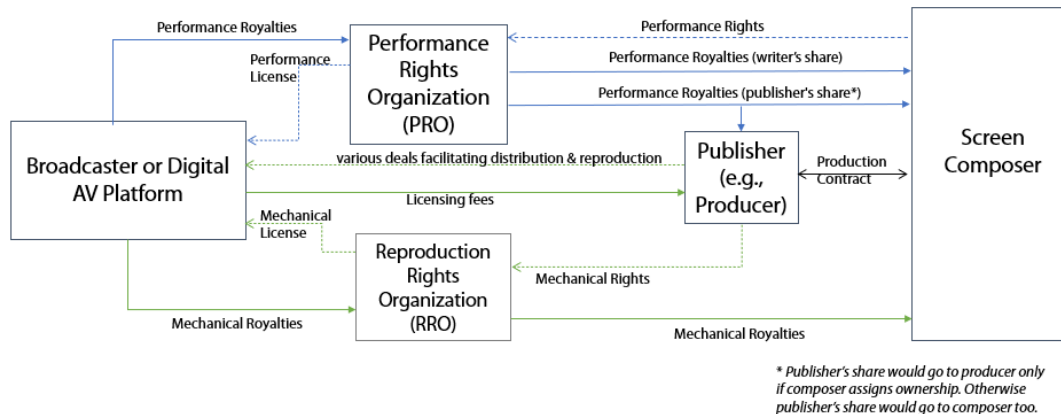 Performance Royalties
Performance
License
Performance
Rights
Organization
(PRO)
Performance Rights
Performance Royalties (writer's share)
Performance Royalties (publisher's share*)
Screen
Composer
Broadcaster or Digital
AV Platform
various deals facilitating distribution & reproduction
Licensing fees
Publisher
(e.g.,
Producer)
Production
Contract
Mechanical
License
Reproduction
Rights
Organization
(RRO)
Mechanical Rights
Mechanical Royalties
Mechanical Royalties
* Publisher's share would go to producer only
if composer assigns ownership. Otherwise
publisher's share would go to composer too.